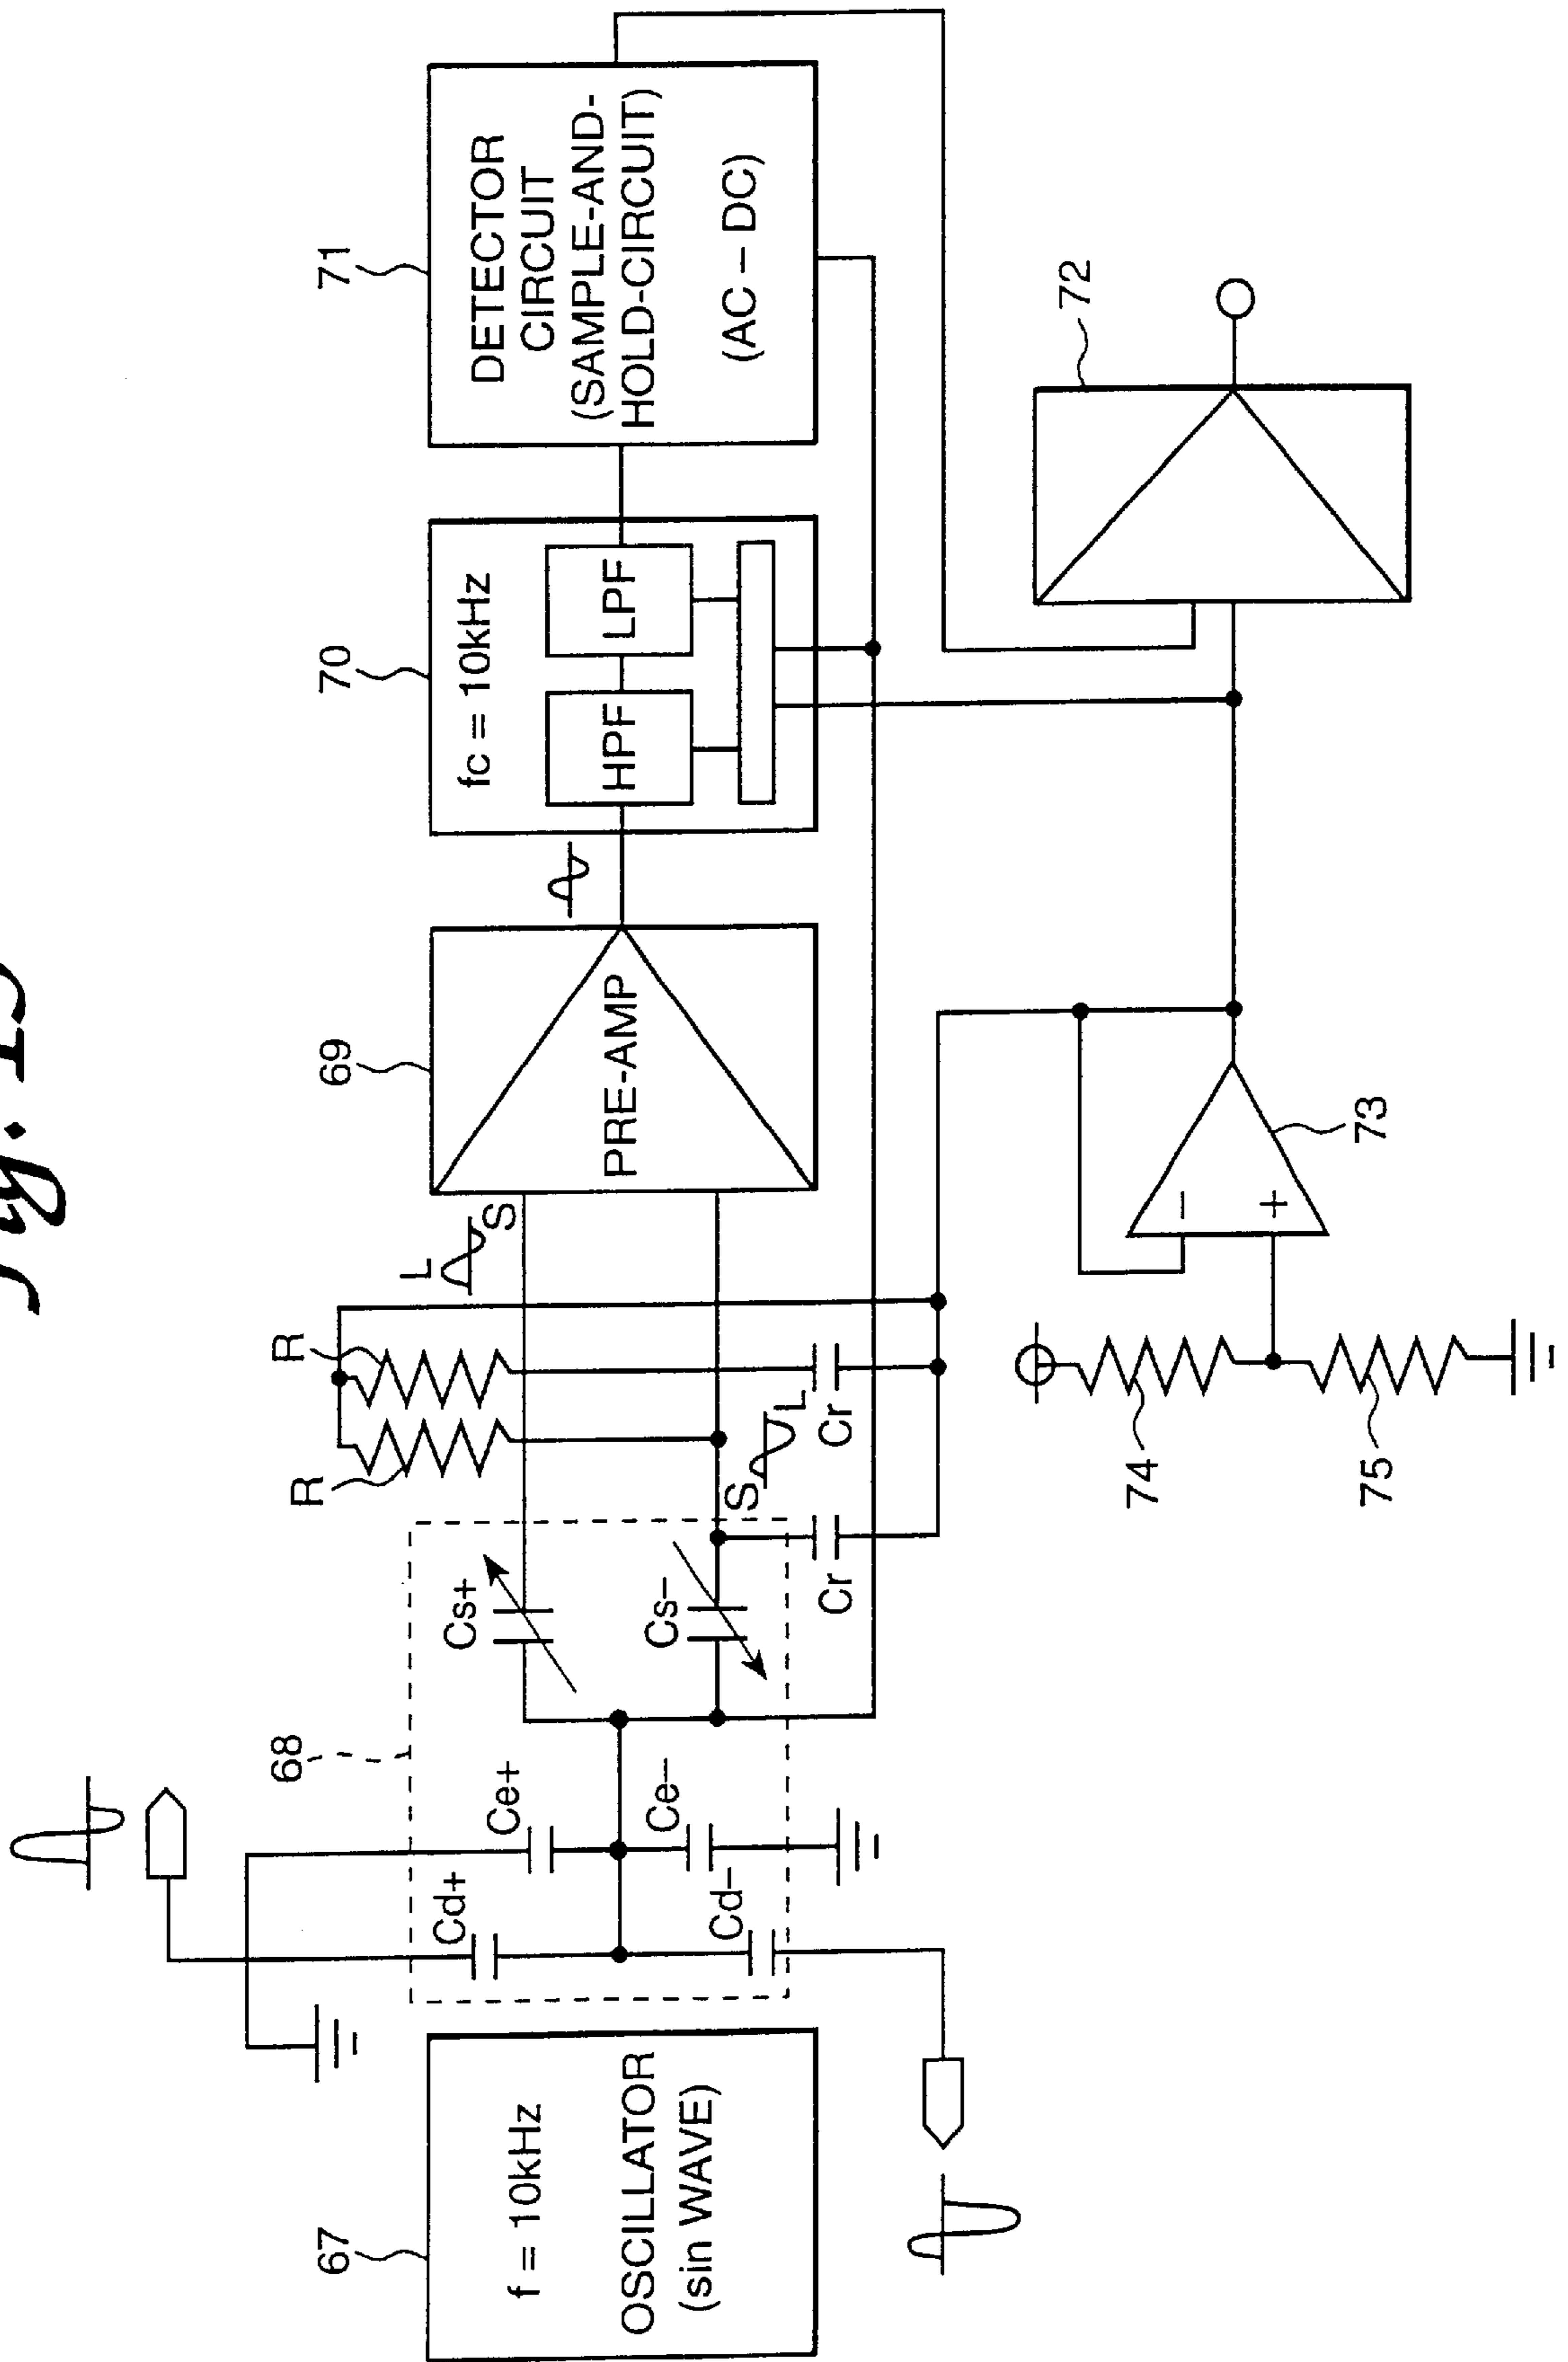 67
f = 10kHz
OSCILLATOR
(sin WAVE)
68
Cd+
Cd−
Ce+
Ce−
Cs+
Cs−
R
R
Cr
Cr
S
L
L
S
69
PRE-AMP
70
fc = 10kHz
HPF
LPF
71
DETECTOR
CIRCUIT
(SAMPLE-AND-
HOLD-CIRCUIT)
(AC – DC)
72
73
−
+
74
75